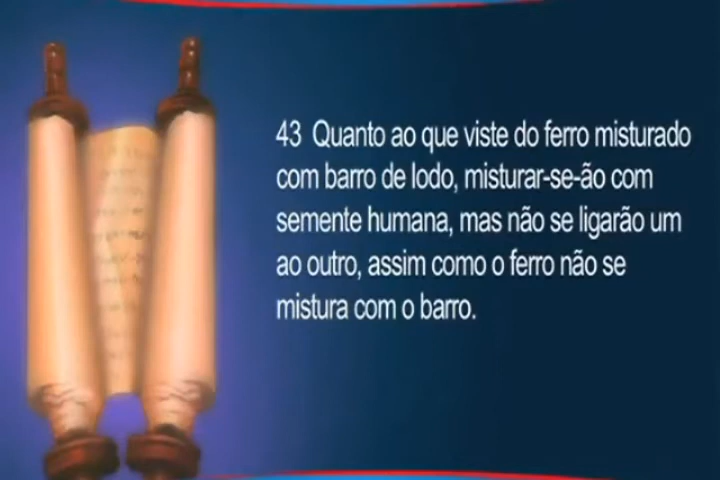 43 Quanto ao que viste do ferro misturado
com barro de lodo, misturar-se-ão com
semente humana, mas não se ligarão um
ao outro, assim como o ferro não se
mistura com o barro.